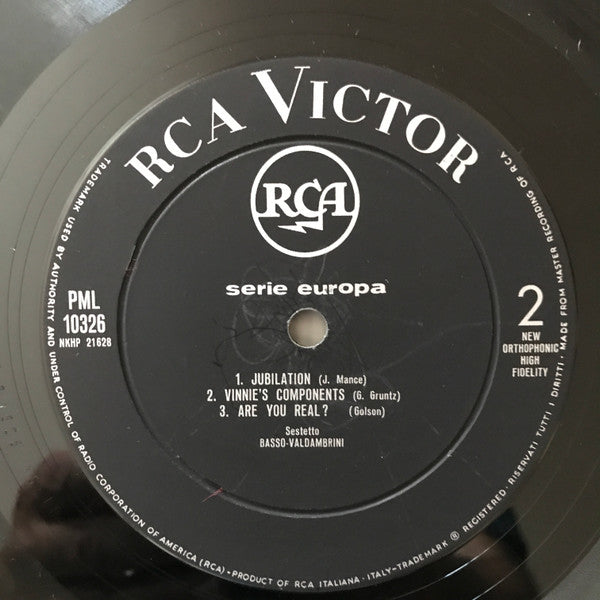 RCA VICTOR
RCA
serie europa
PML
10326
NKHP 21628
2
NEW
ORTHOPHONIC
HIGH
FIDELITY
1. JUBILATION (J. Mance)
2. VINNIE'S COMPONENTS (G. Gruntz)
3. ARE YOU REAL? (Golson)
Sestetto
BASSO-VALDAMBRINI
TRADEMARK USED BY AUTHORITY AND UNDER CONTROL OF RADIO CORPORATION OF AMERICA (RCA)•PRODUCT OF RCA ITALIANA - ITALY-TRADEMARK ® REGISTERED. RISERVATI TUTTI I DIRITTI. MADE FROM MASTER RECORDING OF RCA